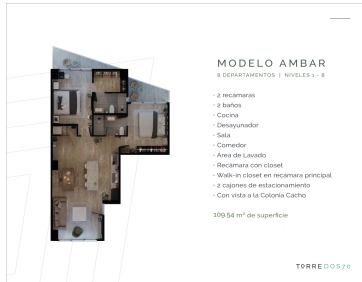 MODELO AMBAR
8 DEPARTAMENTOS | NIVELES 1 - 8
· 2 recámaras
· 2 baños
· Cocina
· Desayunador
· Sala
· Comedor
· Área de Lavado
· Recámara con closet
· Walk-in closet en recámara principal
· 2 cajones de estacionamiento
· Con vista a la Colonia Cacho
109.54 m² de superficie
TORREDOS70